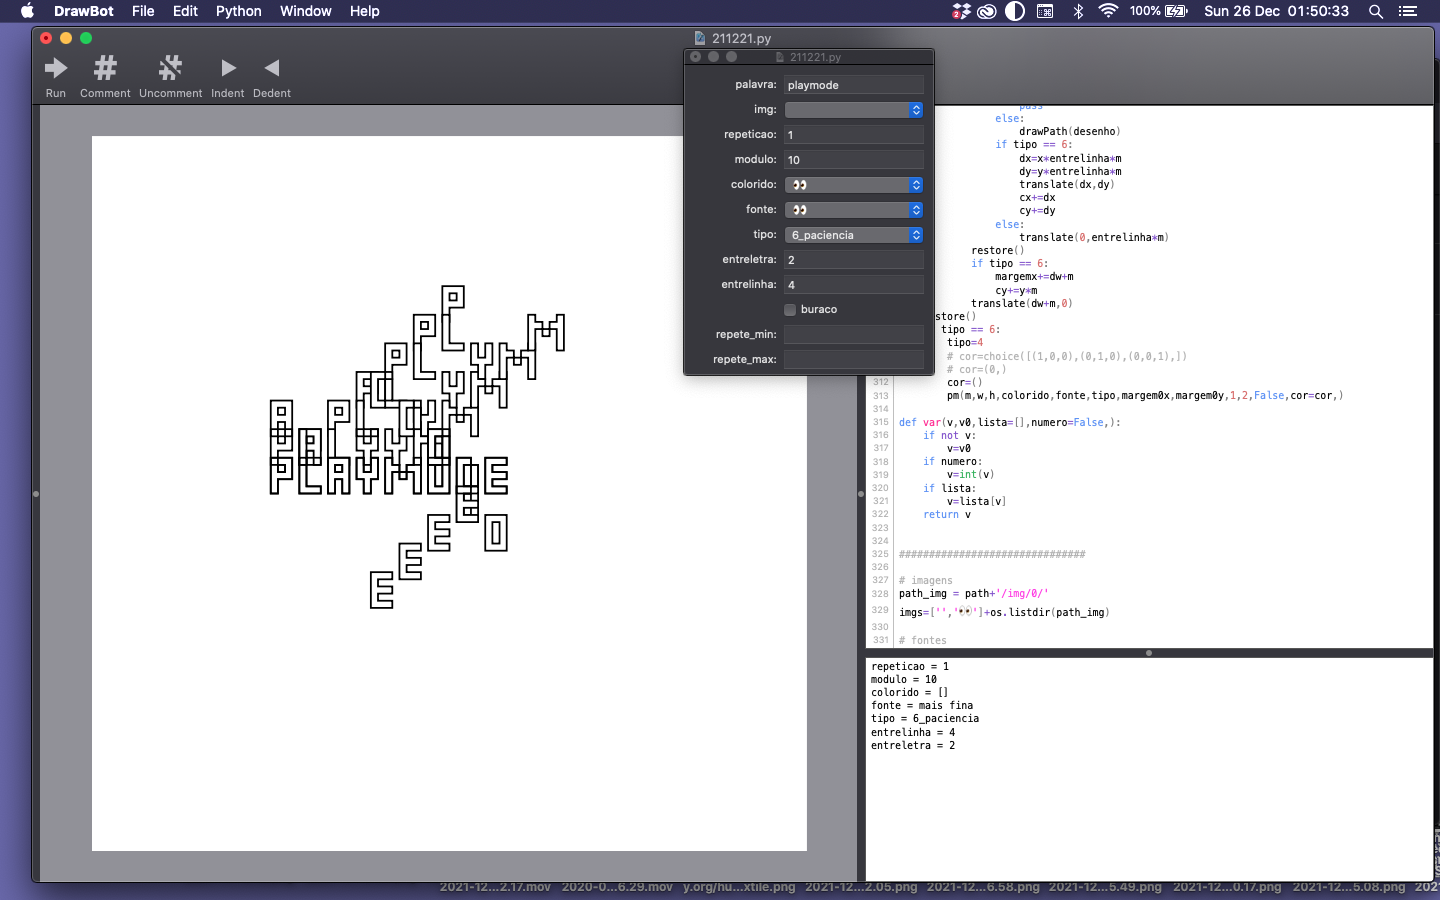 DrawBot File Edit Python Window Help 2 100% Sun 26 Dec 01:50:33
211221.py
Run Comment Uncomment Indent Dedent
211221.py
palavra: playmode
img:
repeticao: 1
modulo: 10
colorido: 👀
fonte: 👀
tipo: 6_paciencia
entreletra: 2
entrelinha: 4
buraco
repete_min:
repete_max:
P
P L M
P L Y M M
P L Y M
P P L A Y M
P L A Y M O
PLAYMODE
E
E D
E
E
pass
else:
drawPath(desenho)
if tipo == 6:
dx=x*entrelinha*m
dy=y*entrelinha*m
translate(dx,dy)
cx+=dx
cy+=dy
else:
translate(0,entrelinha*m)
restore()
if tipo == 6:
margemx+=dw+m
cy+=y*m
translate(dw+m,0)
store()
tipo == 6:
tipo=4
# cor=choice([(1,0,0),(0,1,0),(0,0,1),])
# cor=(0,)
312 cor=()
313 pm(m,w,h,colorido,fonte,tipo,margem0x,margem0y,1,2,False,cor=cor,)
314
315 def var(v,v0,lista=[],numero=False,):
316 if not v:
317 v=v0
318 if numero:
319 v=int(v)
320 if lista:
321 v=lista[v]
322 return v
323
324
325 ###############################
326
327 # imagens
328 path_img = path+'/img/0/'
329 imgs=['','👀']+os.listdir(path_img)
330
331 # fontes
repeticao = 1
modulo = 10
colorido = []
fonte = mais fina
tipo = 6_paciencia
entrelinha = 4
entreletra = 2
2021-12...2.17.mov 2020-0...6.29.mov y.org/hu...xtile.png 2021-12...2.05.png 2021-12...6.58.png 2021-12...5.49.png 2021-12...0.17.png 2021-12...5.08.png 202